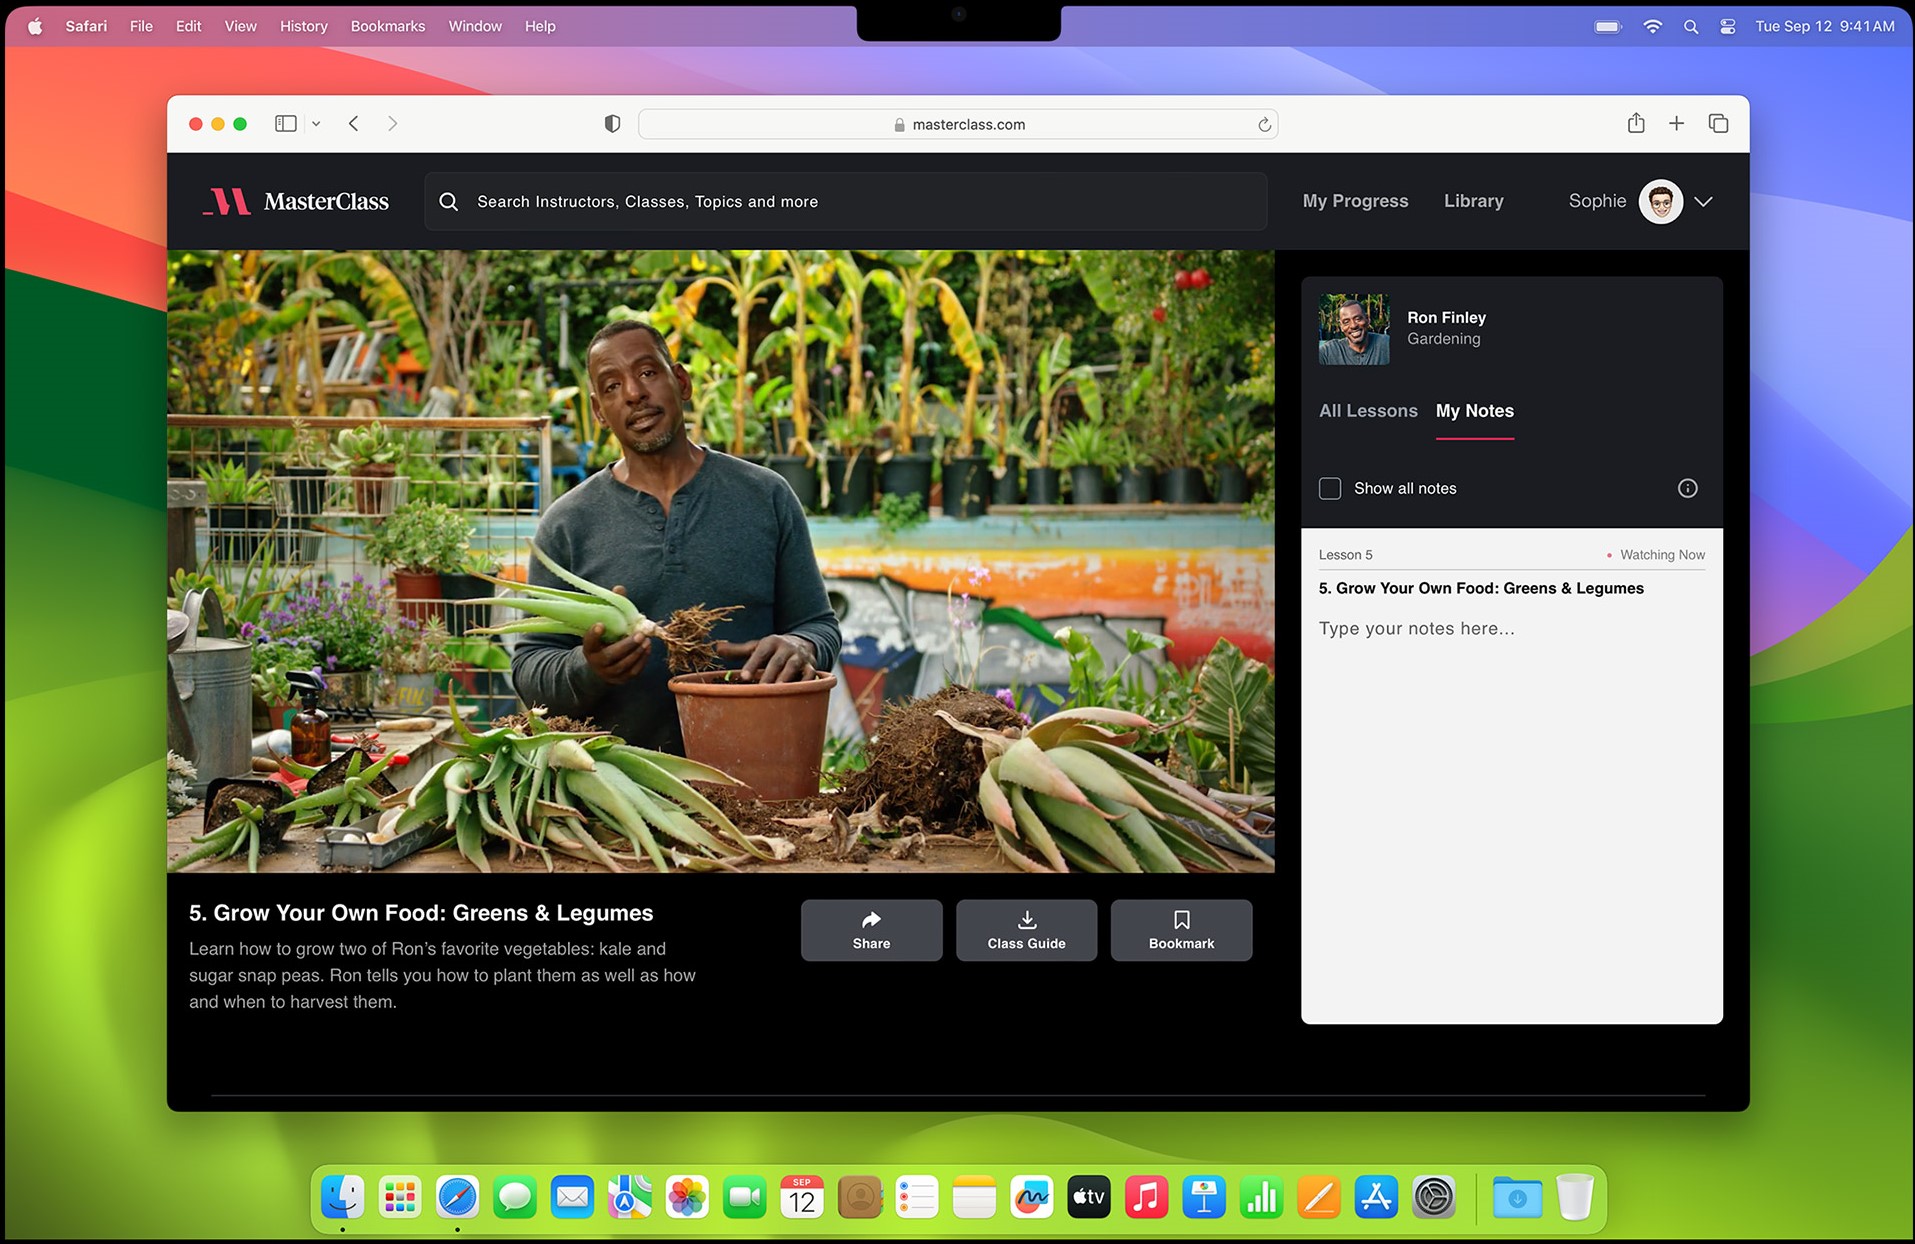 Safari File Edit View History Bookmarks Window Help
Tue Sep 12 9:41 AM
masterclass.com
MasterClass
Search Instructors, Classes, Topics and more
My Progress
Library
Sophie
Ron Finley
Gardening
All Lessons
My Notes
Show all notes
Lesson 5
Watching Now
5. Grow Your Own Food: Greens & Legumes
Type your notes here...
5. Grow Your Own Food: Greens & Legumes
Learn how to grow two of Ron’s favorite vegetables: kale and
sugar snap peas. Ron tells you how to plant them as well as how
and when to harvest them.
Share
Class Guide
Bookmark
SEP
12
tv